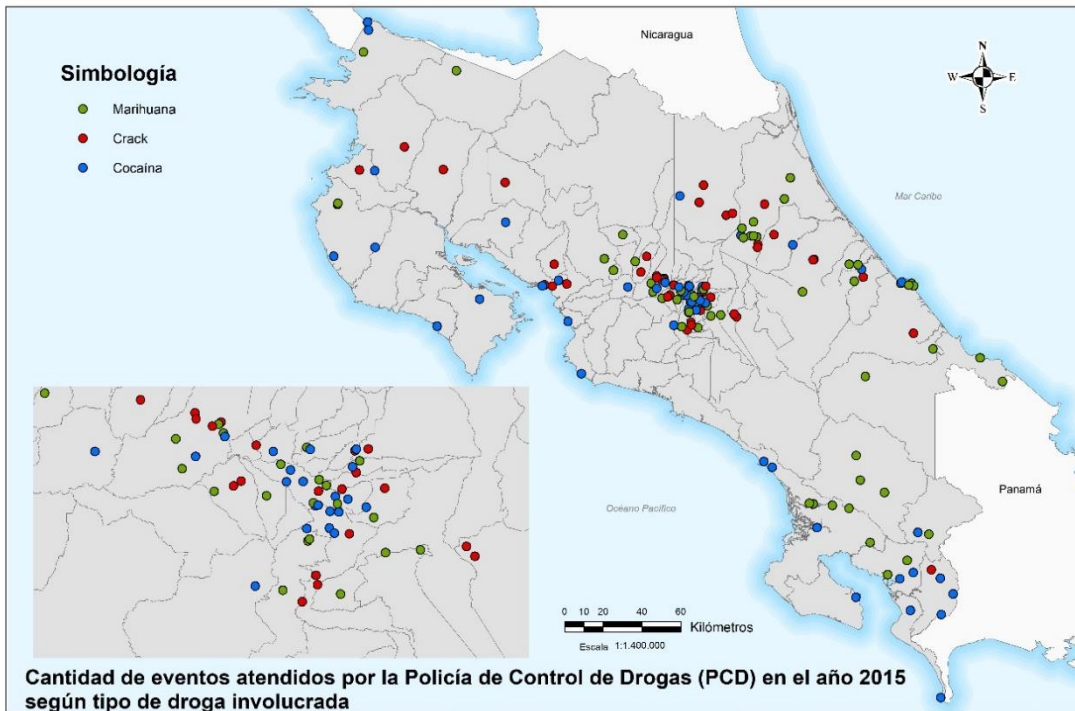 Nicaragua
Simbología
N
W E
S
Marihuana
Crack
Cocaína
Mar Caribe
Panamá
Océano Pacífico
0 10 20 40 60
Kilómetros
Escala 1:1.400.000
Cantidad de eventos atendidos por la Policía de Control de Drogas (PCD) en el año 2015
según tipo de droga involucrada